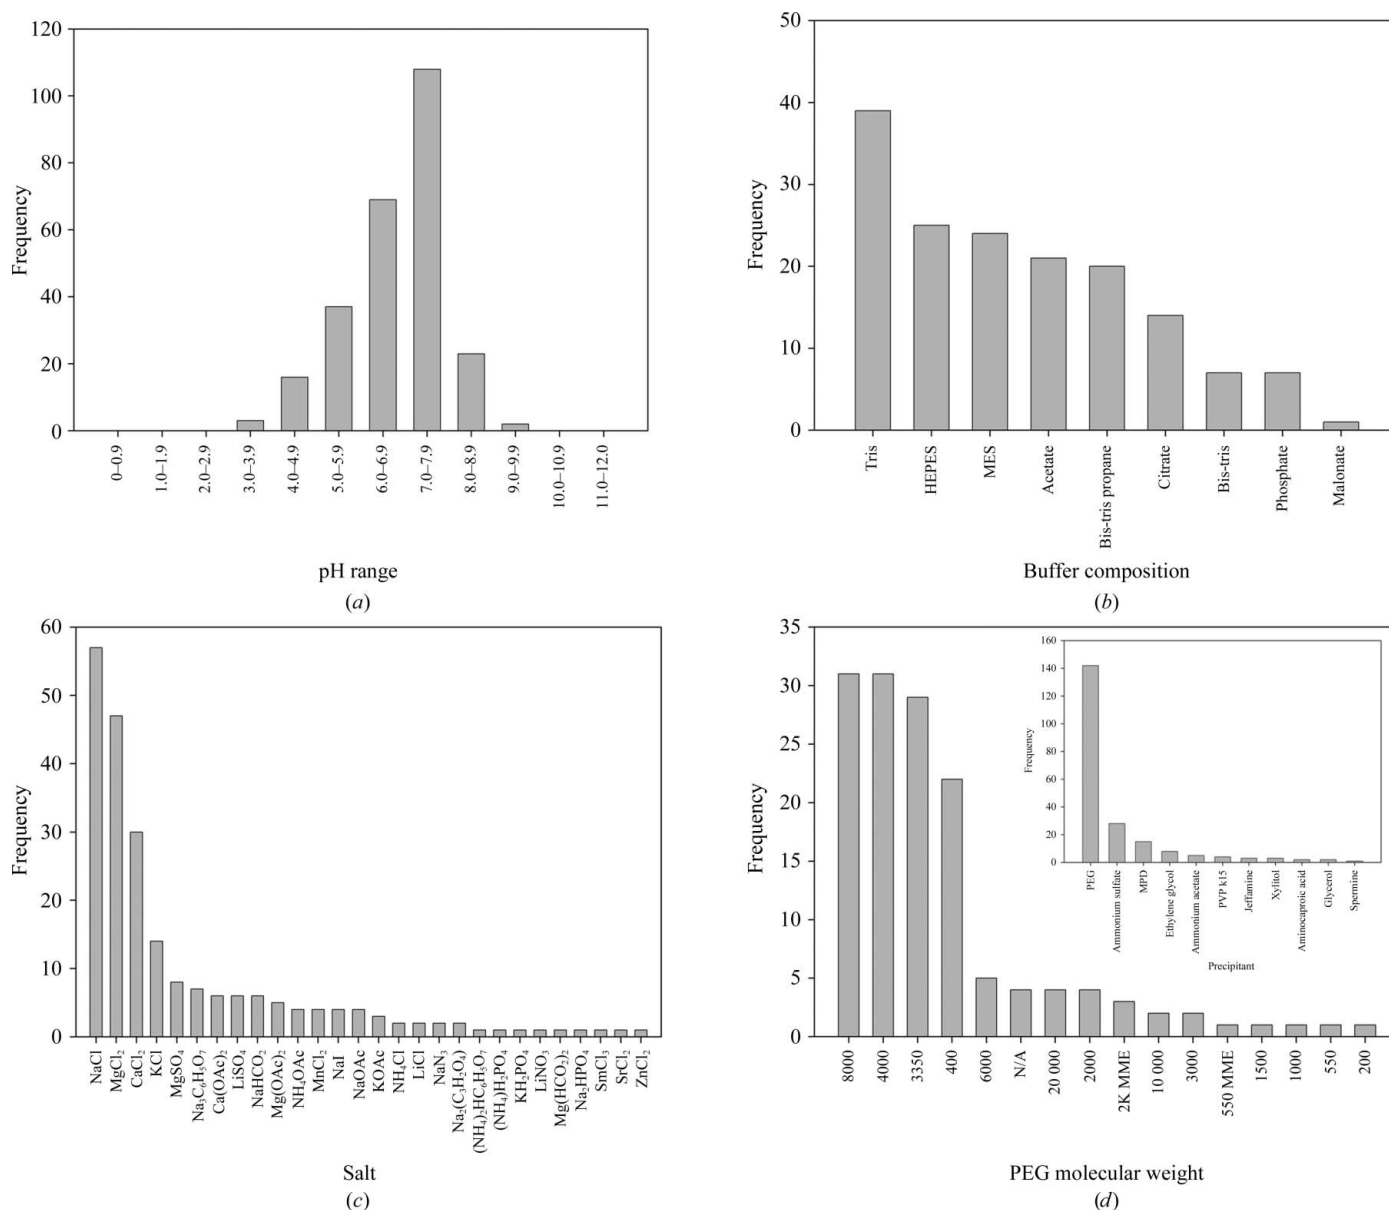 120
100
80
60
40
20
0
Frequency
0–0.9
1.0–1.9
2.0–2.9
3.0–3.9
4.0–4.9
5.0–5.9
6.0–6.9
7.0–7.9
8.0–8.9
9.0–9.9
10.0–10.9
11.0–12.0
pH range
(a)
50
40
30
20
10
0
Frequency
Tris
HEPES
MES
Acetate
Bis-tris propane
Citrate
Bis-tris
Phosphate
Malonate
Buffer composition
(b)
60
50
40
30
20
10
0
Frequency
NaCl
MgCl₂
CaCl₂
KCl
MgSO₄
Na₃C₆H₅O₇
Ca(OAc)₂
LiSO₄
NaHCO₂
Mg(OAc)₂
NH₄OAc
MnCl₂
NaI
NaOAc
KOAc
NH₄Cl
LiCl
NaN₃
Na₂(C₃H₂O₄)
(NH₄)₂HC₆H₅O₇
(NH₄)H₂PO₄
KH₂PO₄
LiNO₃
Mg(HCO₂)₂
Na₂HPO₄
SmCl₃
SrCl₂
ZnCl₂
Salt
(c)
35
30
25
20
15
10
5
0
Frequency
8000
4000
3350
400
6000
N/A
20 000
2000
2K MME
10 000
3000
550 MME
1500
1000
550
200
PEG molecular weight
(d)
160
140
120
100
80
60
40
20
0
Frequency
PEG
Ammonium sulfate
MPD
Ethylene glycol
Ammonium acetate
PVP k15
Jeffamine
Xylitol
Aminocaproic acid
Glycerol
Spermine
Precipitant